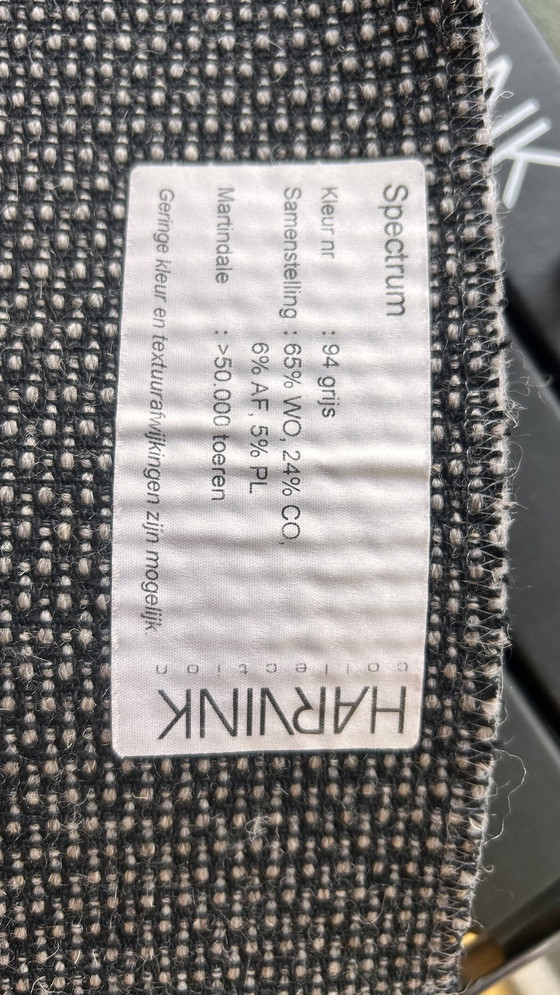 Spectrum
Kleur nr : 94 grijs
Samenstelling : 65% WO, 24% CO,
6% AF, 5% PL
Martindale : >50.000 toeren
Geringe kleur en textuurafwijkingen zijn mogelijk
HARVINK
collection